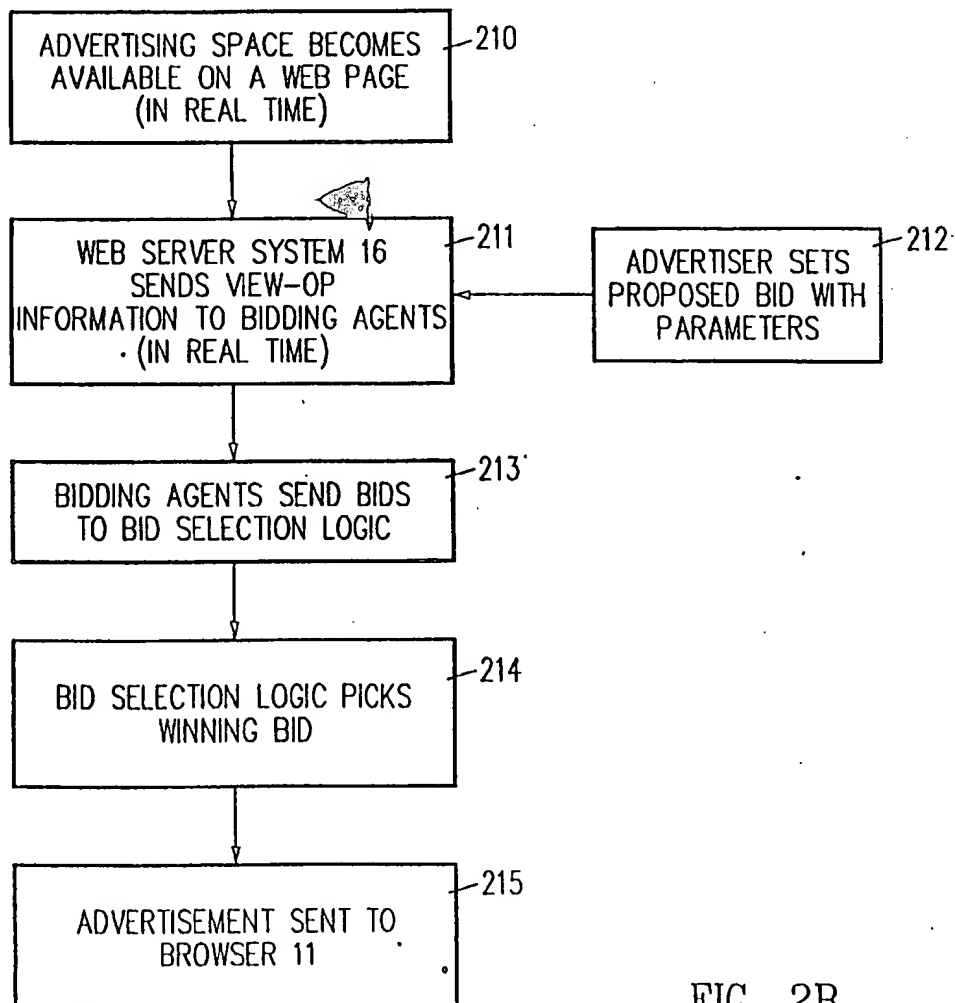 ADVERTISING SPACE BECOMES
AVAILABLE ON A WEB PAGE
(IN REAL TIME)
210
WEB SERVER SYSTEM 16
SENDS VIEW-OP
INFORMATION TO BIDDING AGENTS
(IN REAL TIME)
211
ADVERTISER SETS
PROPOSED BID WITH
PARAMETERS
212
BIDDING AGENTS SEND BIDS
TO BID SELECTION LOGIC
213
BID SELECTION LOGIC PICKS
WINNING BID
214
ADVERTISEMENT SENT TO
BROWSER 11
215
FIG. 2B